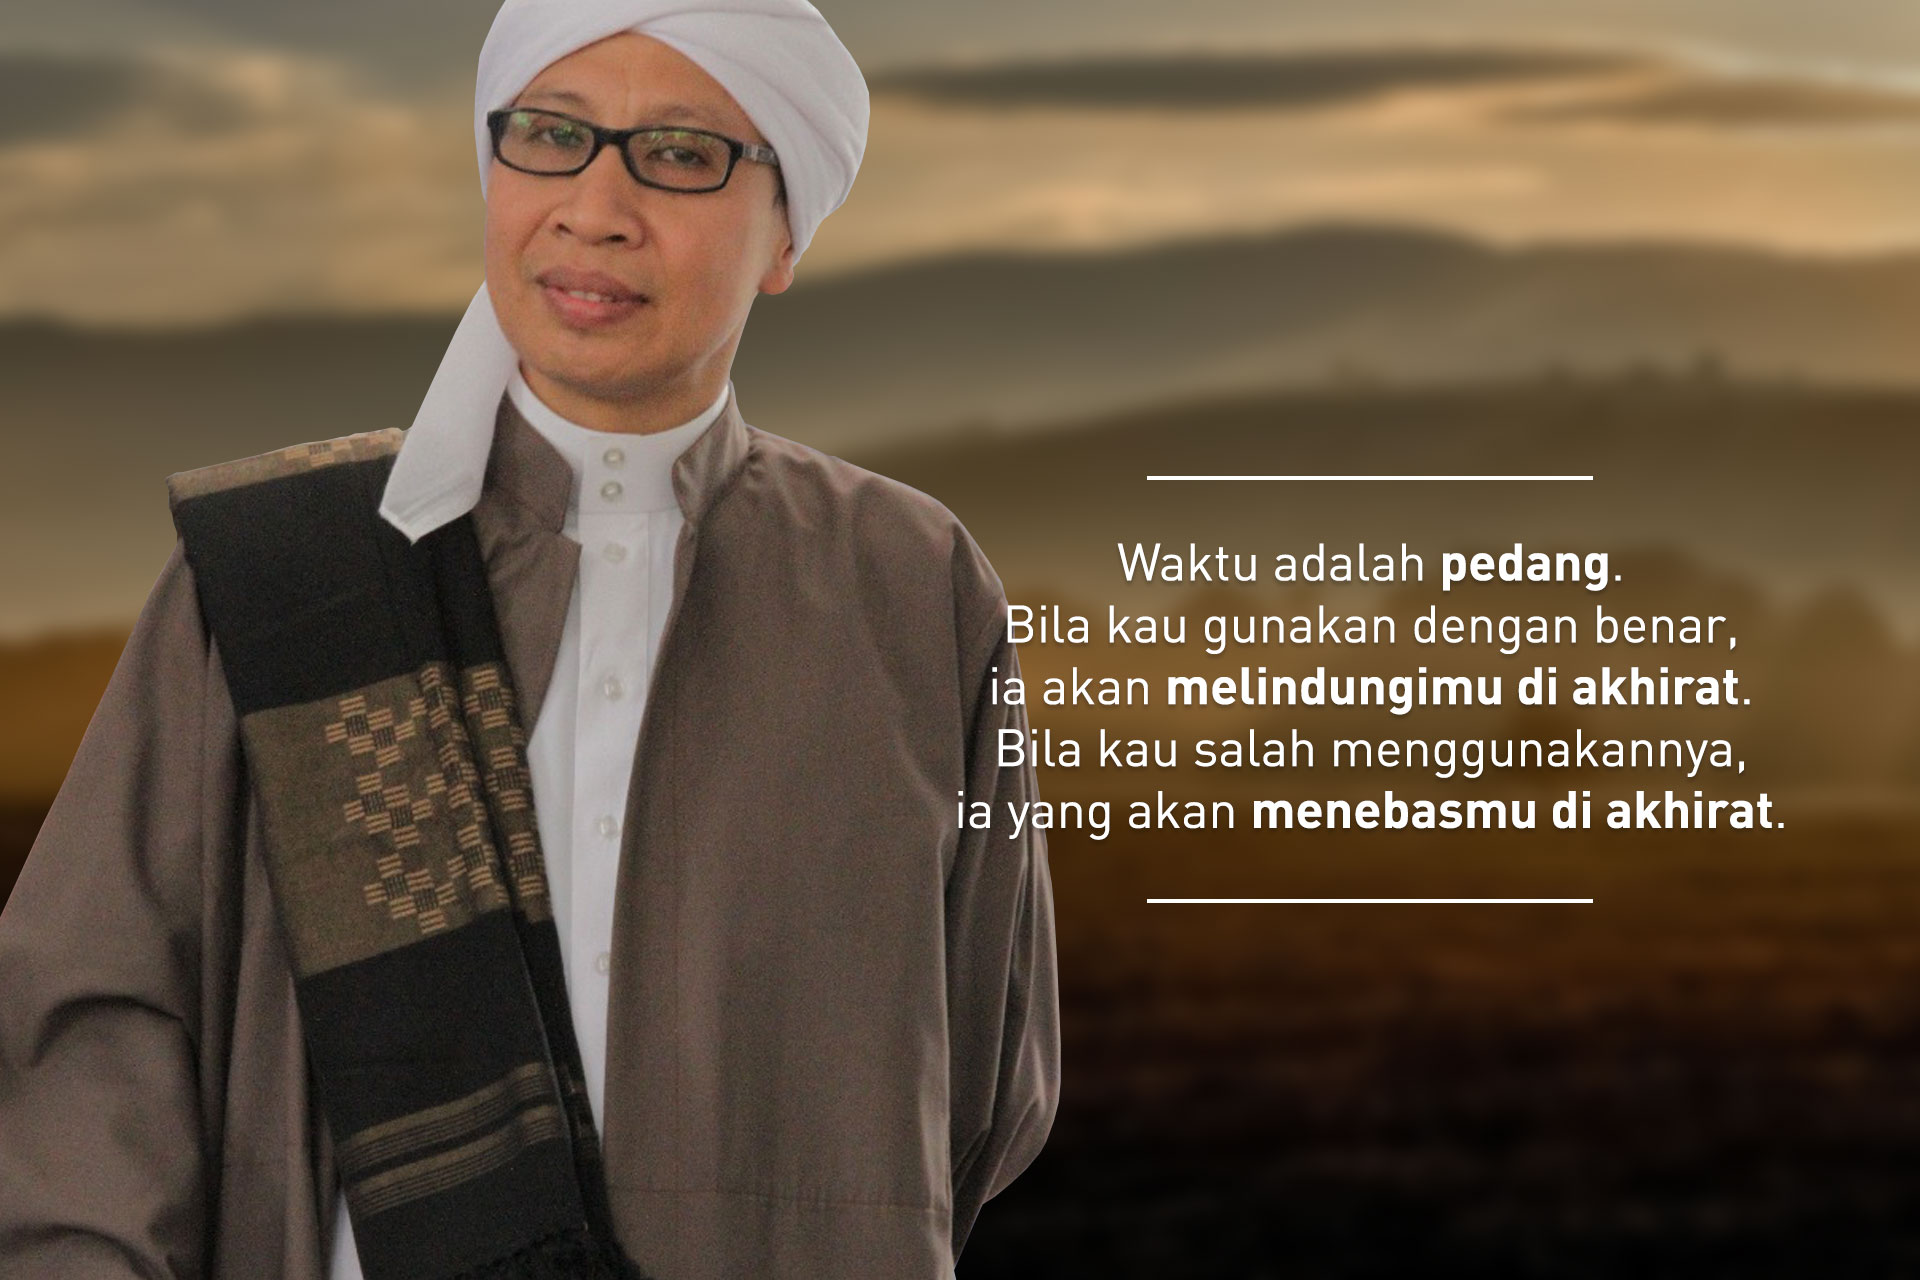 Waktu adalah pedang.
Bila kau gunakan dengan benar,
ia akan melindungimu di akhirat.
Bila kau salah menggunakannya,
ia yang akan menebasmu di akhirat.